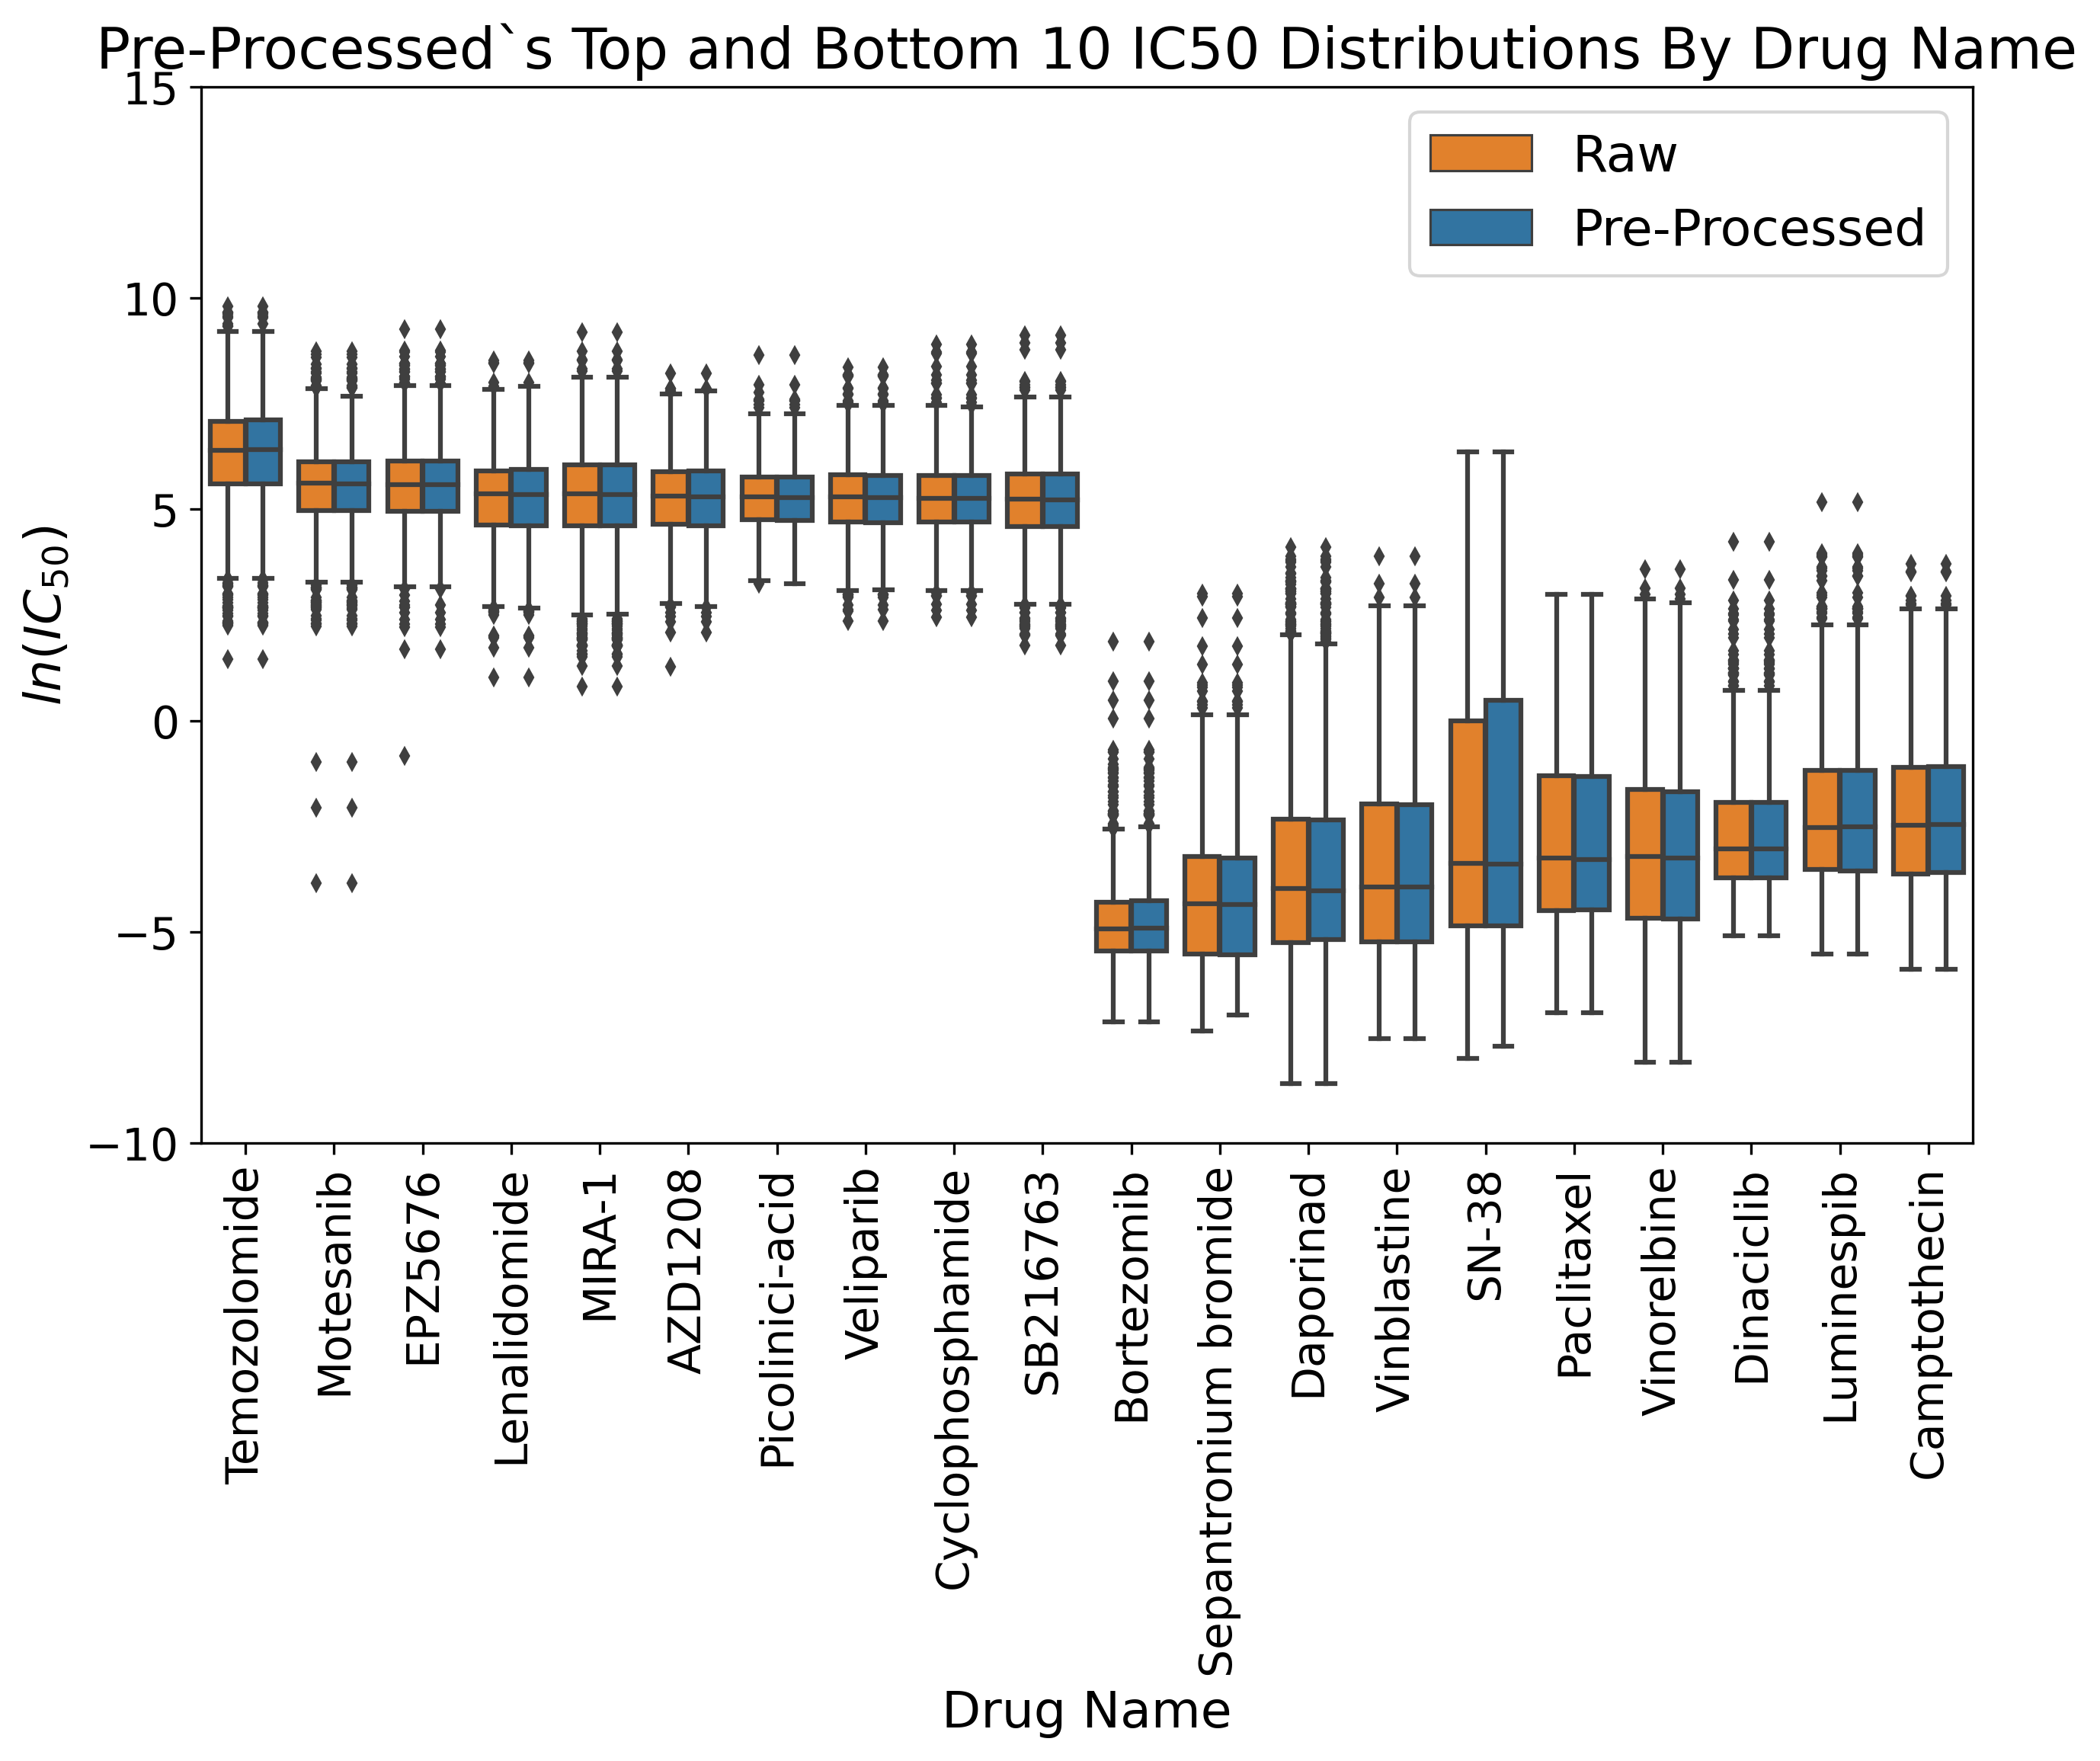 Pre-Processed`s Top and Bottom 10 IC50 Distributions By Drug Name
15
10
5
0
−5
−10
ln(IC50)
Raw
Pre-Processed
Temozolomide
Motesanib
EPZ5676
Lenalidomide
MIRA-1
AZD1208
Picolinici-acid
Veliparib
Cyclophosphamide
SB216763
Bortezomib
Sepantronium bromide
Daporinad
Vinblastine
SN-38
Paclitaxel
Vinorelbine
Dinaciclib
Luminespib
Camptothecin
Drug Name